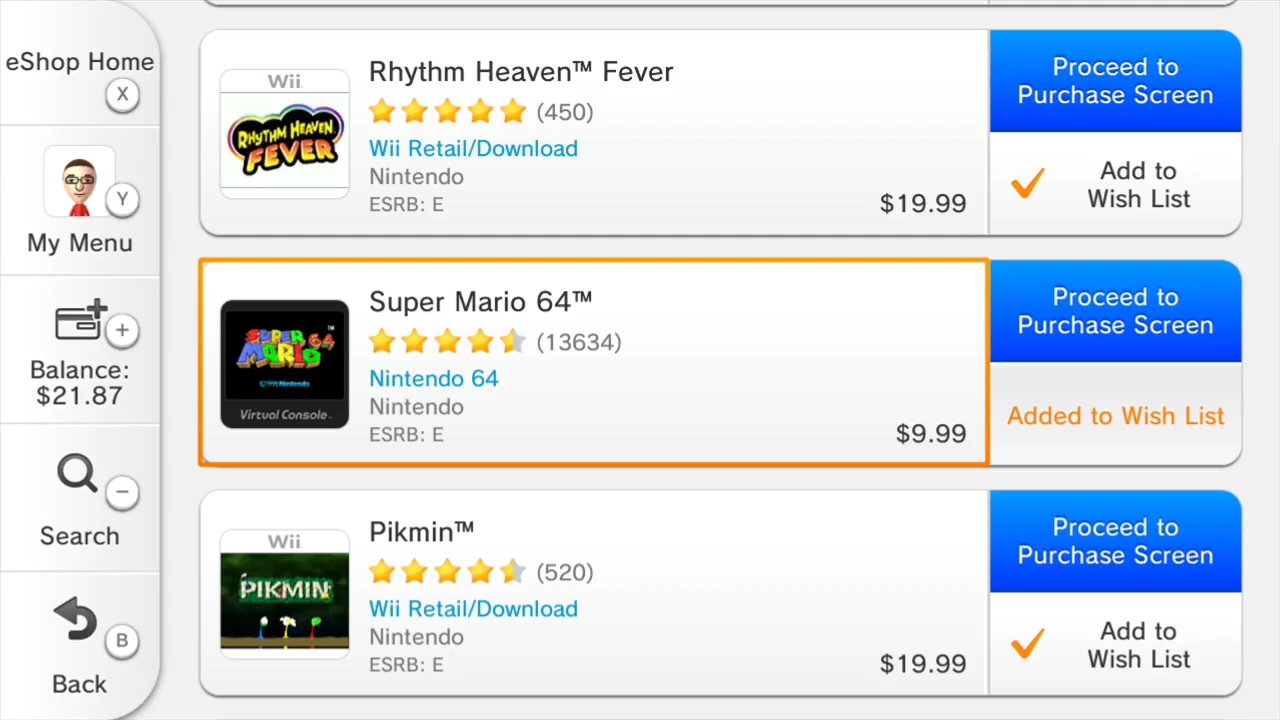 eShop Home
X
Y
My Menu
+
Balance:
$21.87
−
Search
B
Back
Wii
RHYTHM HEAVEN
FEVER
Rhythm Heaven™ Fever
(450)
Wii Retail/Download
Nintendo
ESRB: E
$19.99
Proceed to
Purchase Screen
Add to
Wish List
SUPER
MARIO 64™
©1996 Nintendo
Virtual Console
Super Mario 64™
(13634)
Nintendo 64
Nintendo
ESRB: E
$9.99
Proceed to
Purchase Screen
Added to Wish List
Wii
PIKMIN
Pikmin™
(520)
Wii Retail/Download
Nintendo
ESRB: E
$19.99
Proceed to
Purchase Screen
Add to
Wish List